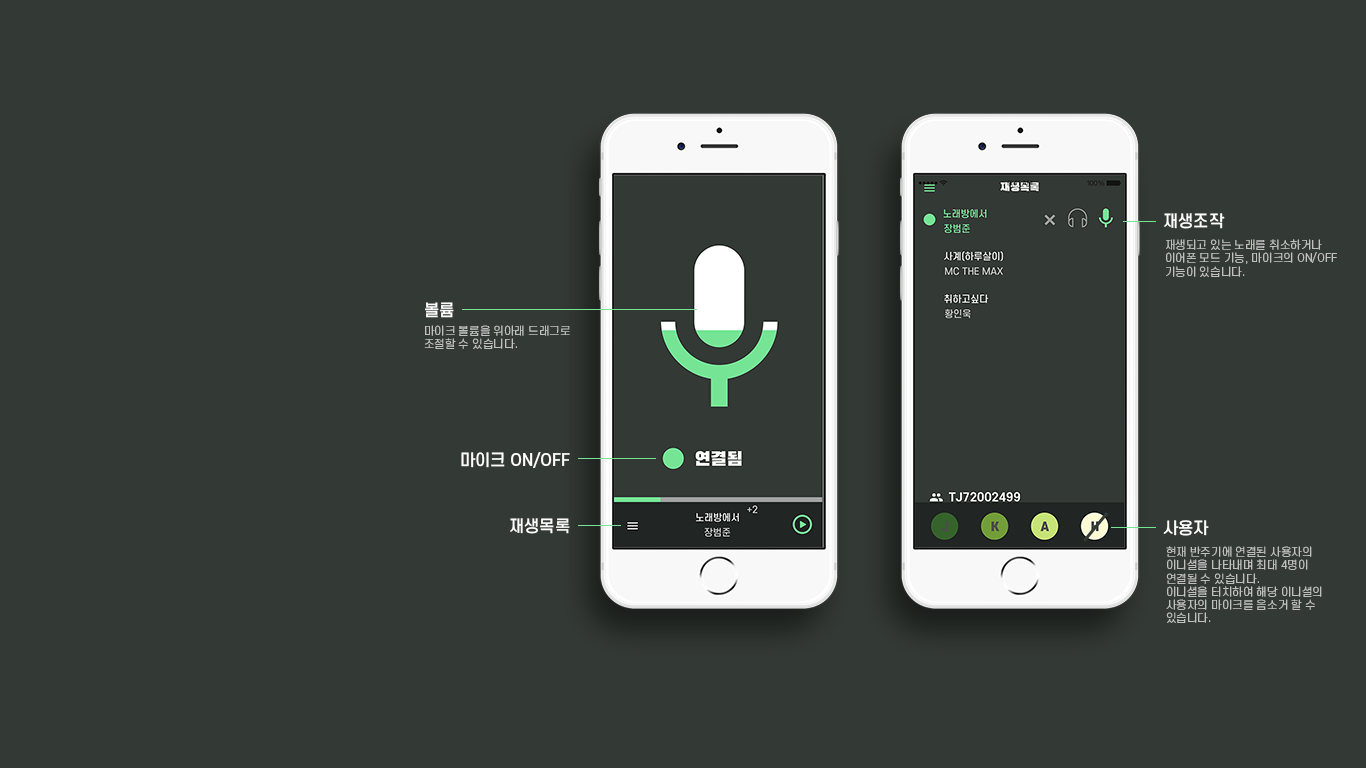 볼륨
마이크 볼륨을 위아래 드래그로
조절할 수 있습니다.
마이크 ON/OFF
재생목록
연결됨
노래방에서
+2
장범준
100%
재생목록
노래방에서
장범준
사계(하루살이)
MC THE MAX
취하고싶다
황인욱
TJ72002499
J
K
A
H
재생조작
재생되고 있는 노래를 취소하거나
이어폰 모드 기능, 마이크의 ON/OFF
기능이 있습니다.
사용자
현재 반주기에 연결된 사용자의
이니셜을 나타내며 최대 4명이
연결될 수 있습니다.
이니셜을 터치하여 해당 이니셜의
사용자의 마이크를 음소거 할 수
있습니다.